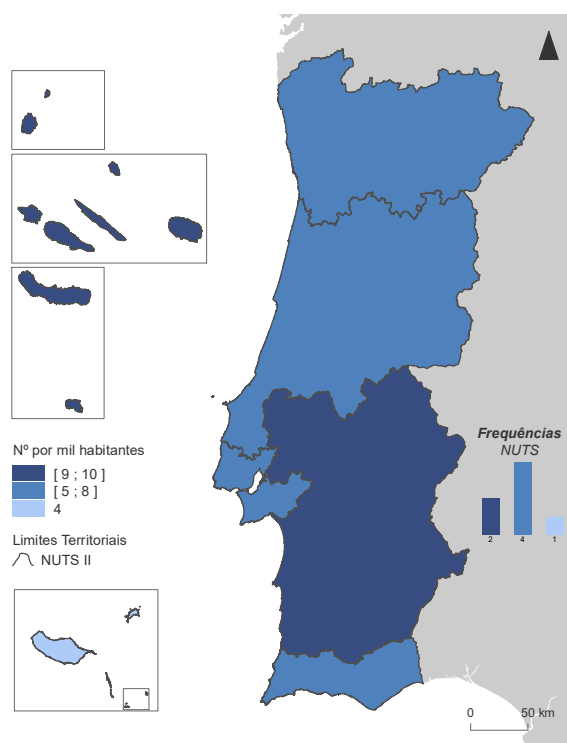 Nº por mil habitantes
[ 9 ; 10 ]
[ 5 ; 8 ]
4
Limites Territoriais
NUTS II
Frequências
NUTS
2 4 1
0 50 km